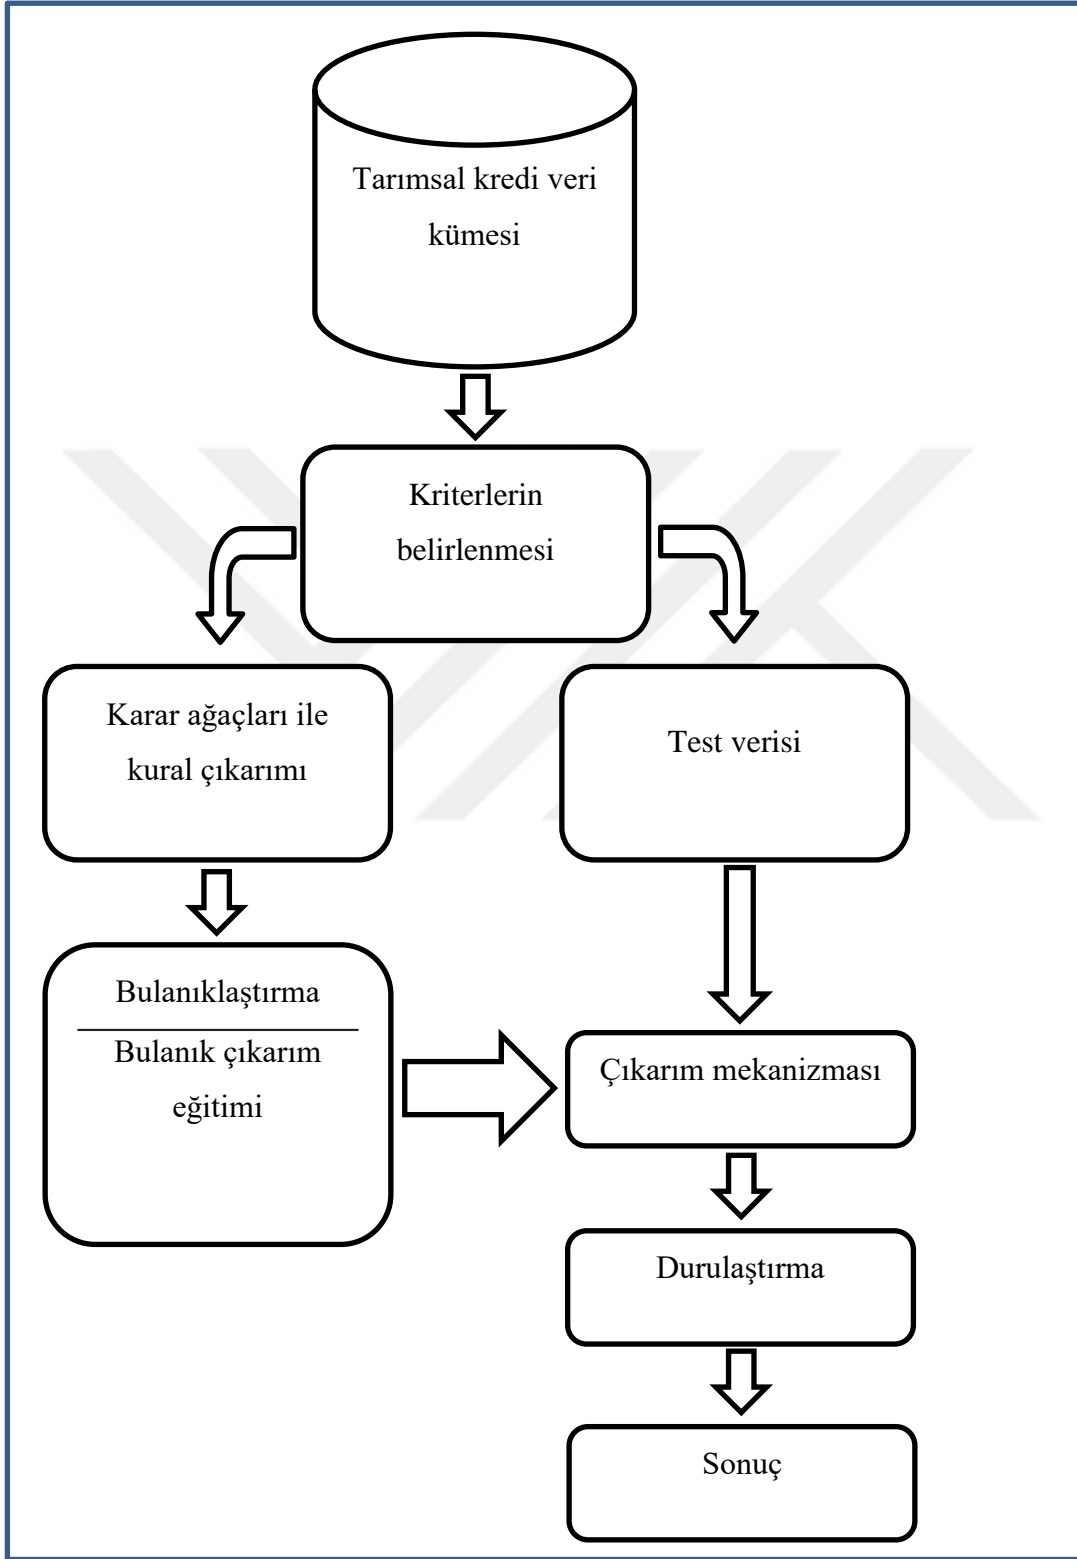 Tarımsal kredi veri
kümesi
Kriterlerin
belirlenmesi
Karar ağaçları ile
kural çıkarımı
Test verisi
Bulanıklaştırma
Bulanık çıkarım
eğitimi
Çıkarım mekanizması
Durulaştırma
Sonuç